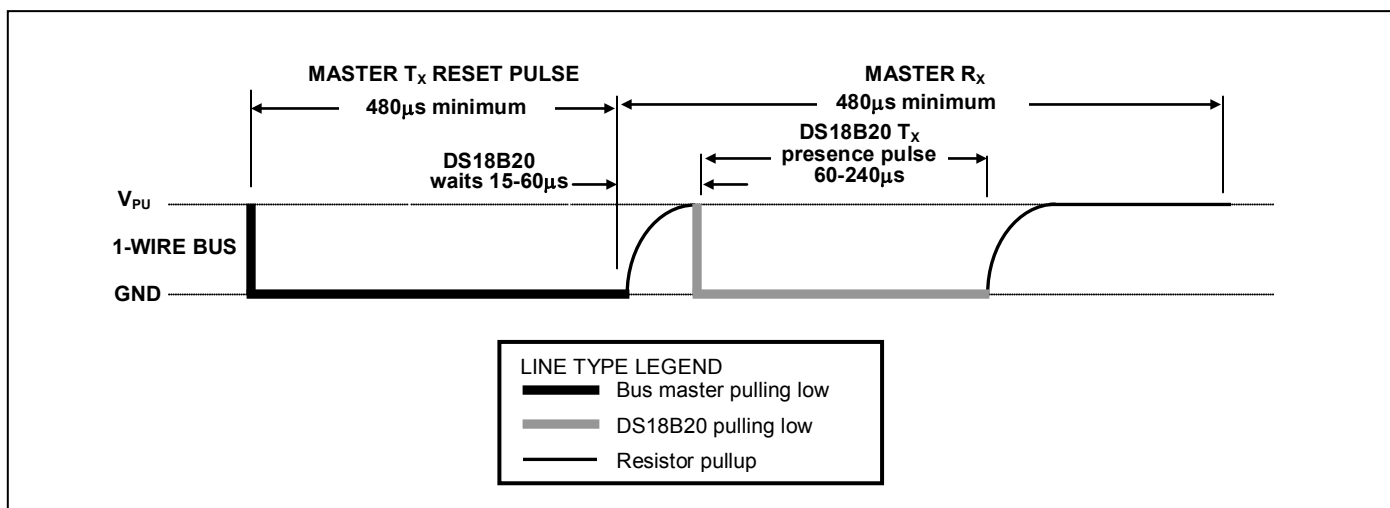 MASTER TX RESET PULSE
480μs minimum
MASTER RX
480μs minimum
DS18B20 TX
presence pulse
60-240μs
DS18B20
waits 15-60μs
VPU
1-WIRE BUS
GND
LINE TYPE LEGEND
Bus master pulling low
DS18B20 pulling low
Resistor pullup